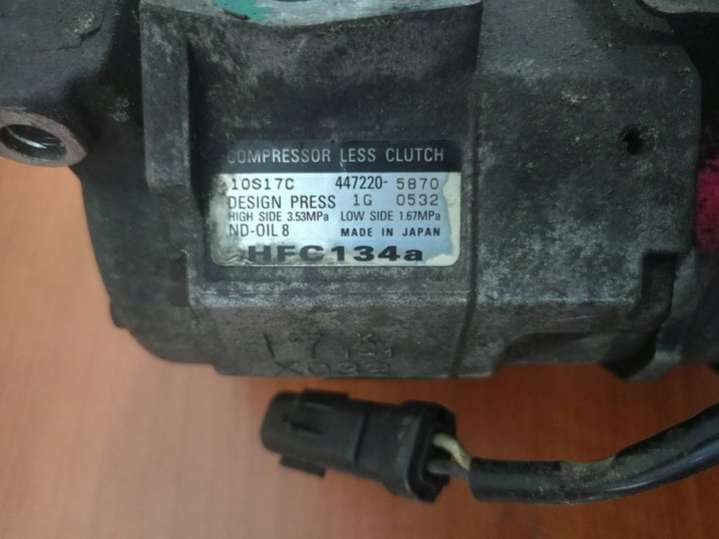 COMPRESSOR LESS CLUTCH
10S17C 447220-5870
DESIGN PRESS 1G 0532
HIGH SIDE 3.53MPa LOW SIDE 1.67MPa
ND-OIL 8 MADE IN JAPAN
HFC134a
17